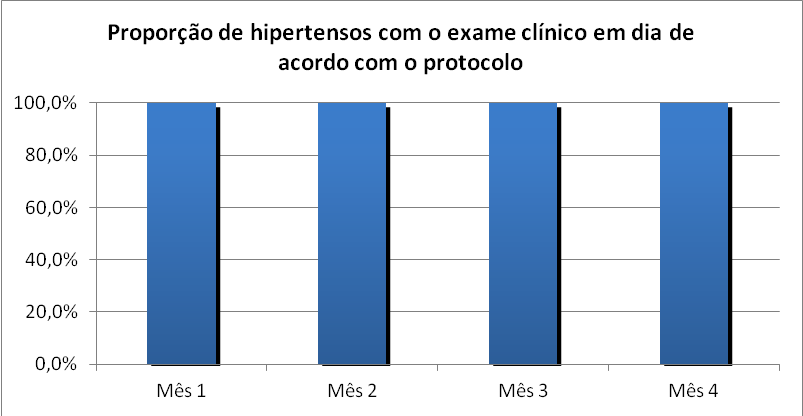 Proporção de hipertensos com o exame clínico em dia de
acordo com o protocolo
100,0%
80,0%
60,0%
40,0%
20,0%
0,0%
Mês 1 Mês 2 Mês 3 Mês 4